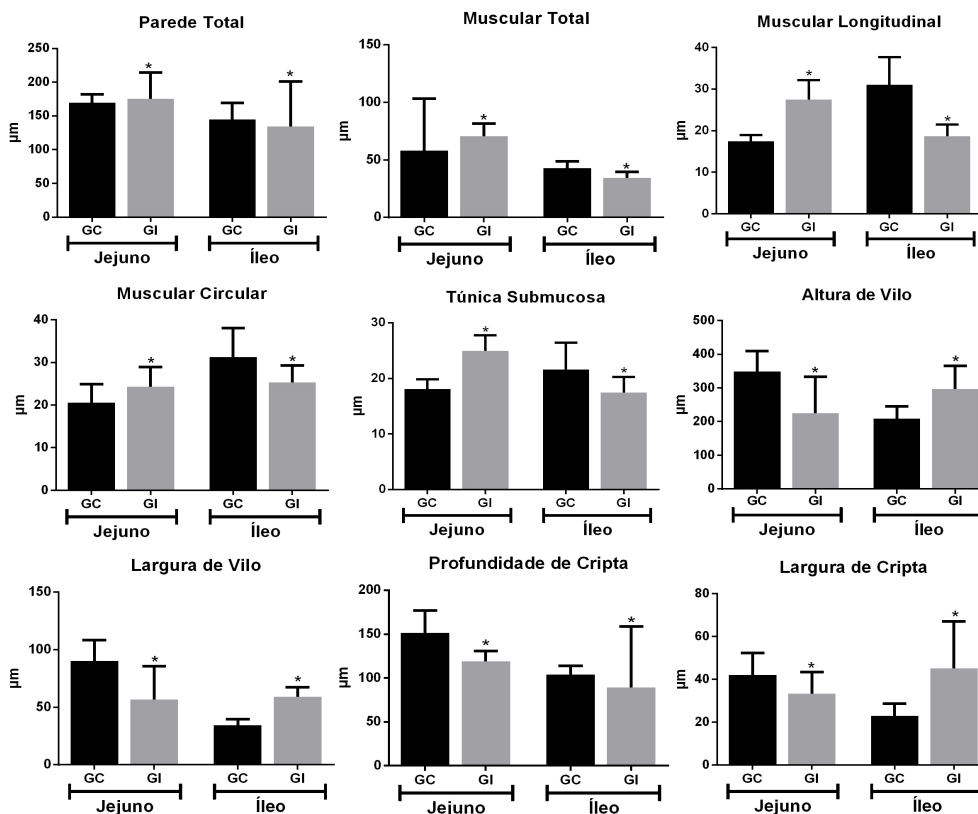 Parede Total
250
200
150
100
50
0
µm
* *
GC GI GC GI
Jejuno Íleo
Muscular Total
150
100
50
0
µm
* *
GC GI GC GI
Jejuno Íleo
Muscular Longitudinal
40
30
20
10
0
µm
* *
GC GI GC GI
Jejuno Íleo
Muscular Circular
40
30
20
10
0
µm
* *
GC GI GC GI
Jejuno Íleo
Túnica Submucosa
30
20
10
0
µm
* *
GC GI GC GI
Jejuno Íleo
Altura de Vilo
500
400
300
200
100
0
µm
* *
GC GI GC GI
Jejuno Íleo
Largura de Vilo
150
100
50
0
µm
* *
GC GI GC GI
Jejuno Íleo
Profundidade de Cripta
200
150
100
50
0
µm
* *
GC GI GC GI
Jejuno Íleo
Largura de Cripta
80
60
40
20
0
µm
* *
GC GI GC GI
Jejuno Íleo